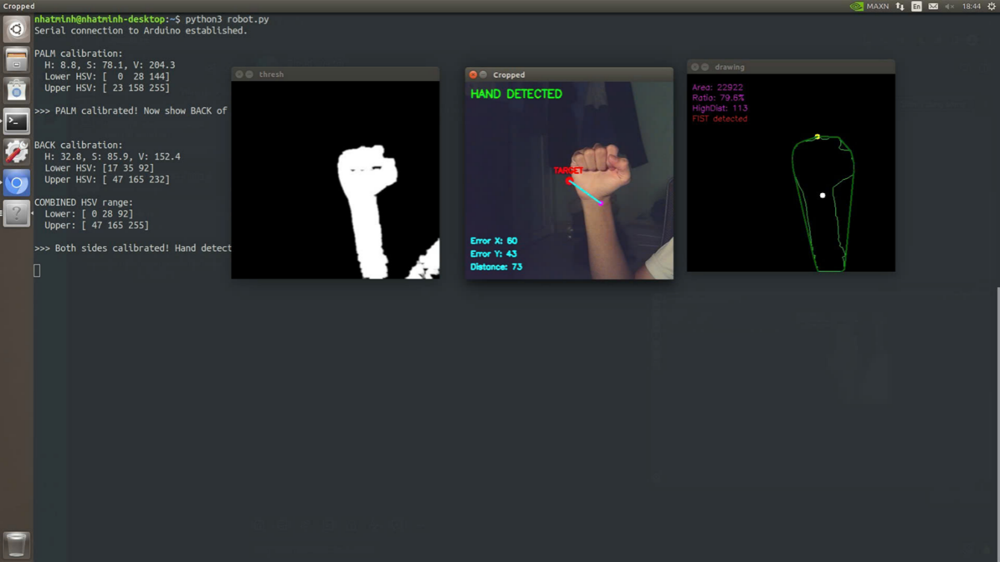 Cropped
MAXN
En
18:44
nhatminh@nhatminh-desktop:~$ python3 robot.py
Serial connection to Arduino established.
PALM calibration:
H: 8.8, S: 78.1, V: 204.3
Lower HSV: [  0  28 144]
Upper HSV: [ 23 158 255]
>>> PALM calibrated! Now show BACK of
BACK calibration:
H: 32.8, S: 85.9, V: 152.4
Lower HSV: [17 35 92]
Upper HSV: [ 47 165 232]
COMBINED HSV range:
Lower: [ 0 28 92]
Upper: [ 47 165 255]
>>> Both sides calibrated! Hand detect
thresh
Cropped
HAND DETECTED
TARGET
Error X: 60
Error Y: 43
Distance: 73
drawing
Area: 22922
Ratio: 79.6%
HighDist: 113
FIST detected